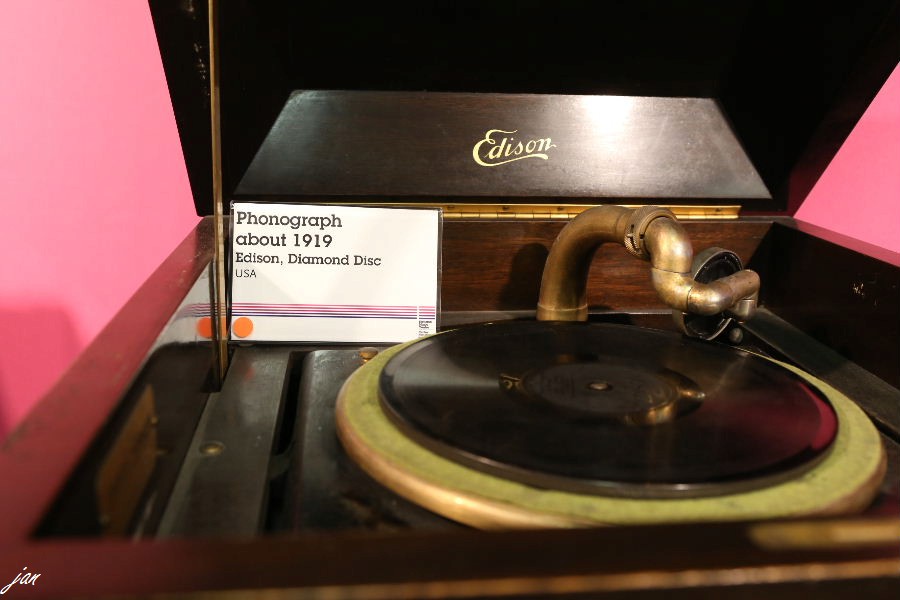 Edison
Phonograph
about 1919
Edison, Diamond Disc
USA
jan